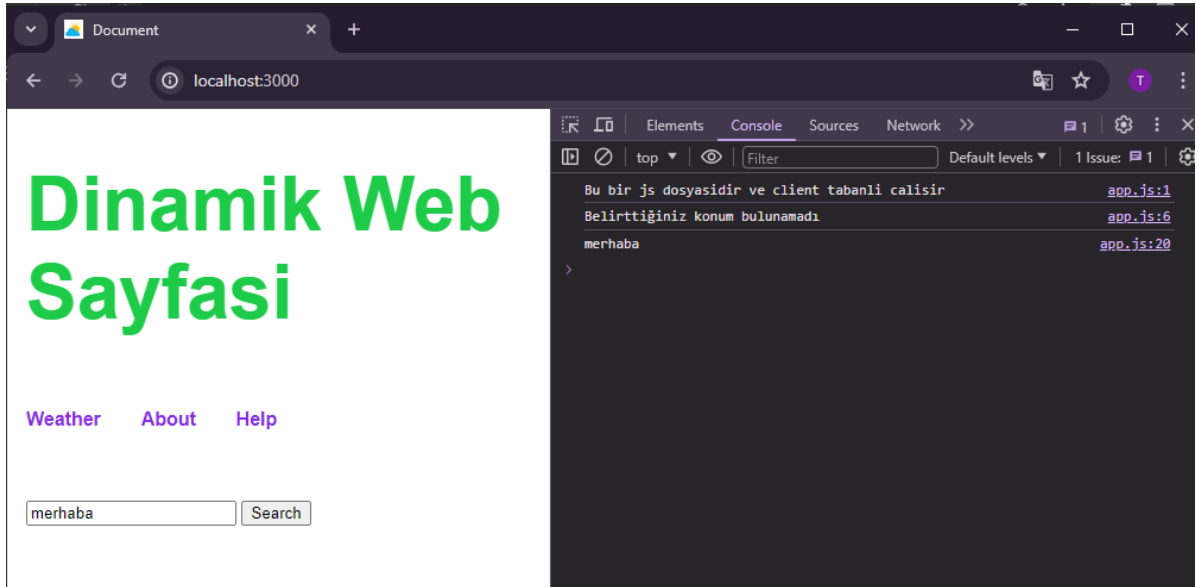 Document
localhost:3000
T
Elements Console Sources Network
1
top Filter Default levels 1 Issue: 1
Dinamik Web
Sayfasi
Weather About Help
merhaba Search
Bu bir js dosyasidir ve client tabanli calisir app.js:1
Belirttiğiniz konum bulunamadı app.js:6
merhaba app.js:20